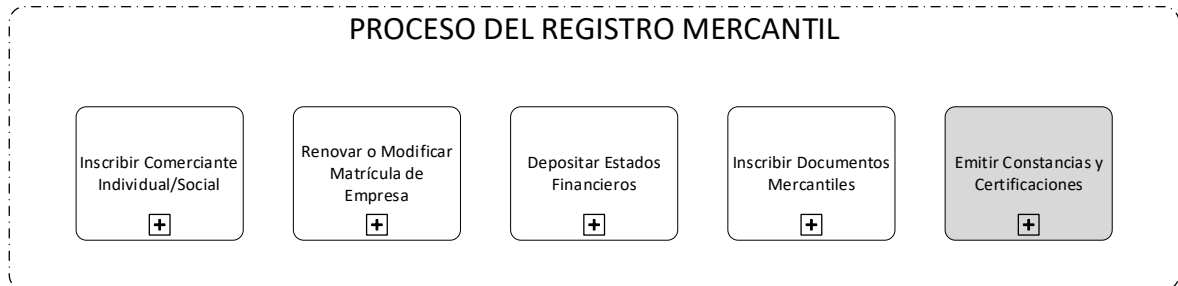 PROCESO DEL REGISTRO MERCANTIL
Inscribir Comerciante
Individual/Social
Renovar o Modificar
Matrícula de
Empresa
Depositar Estados
Financieros
Inscribir Documentos
Mercantiles
Emitir Constancias y
Certificaciones